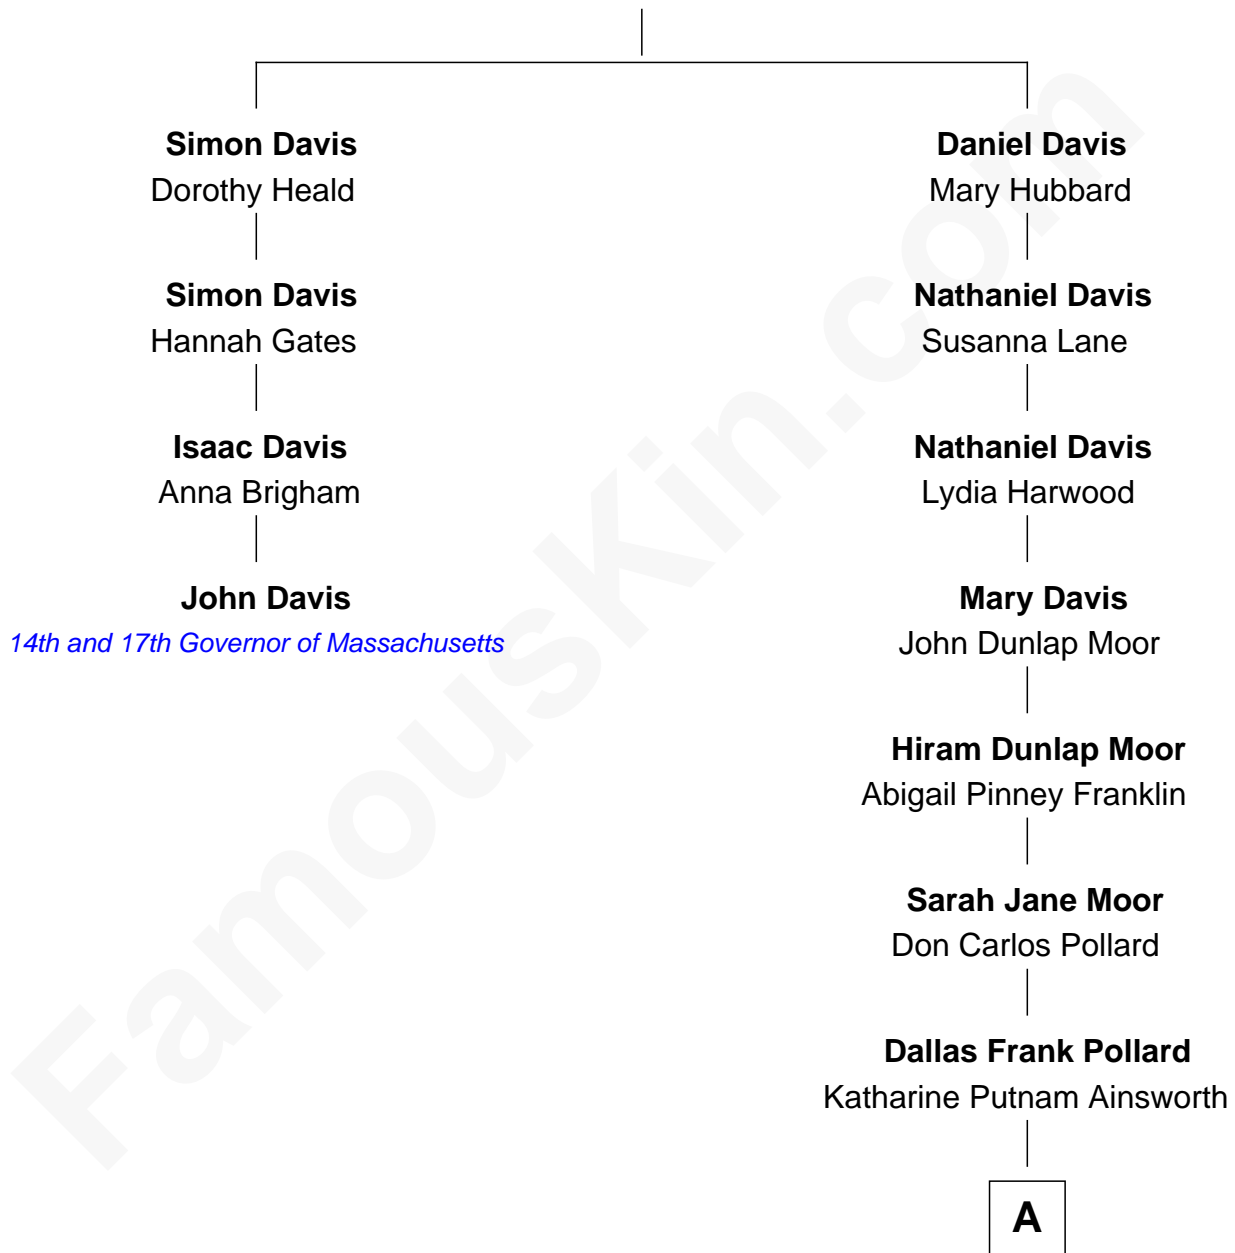 Simon Davis
Dorothy Heald
Simon Davis
Hannah Gates
Isaac Davis
Anna Brigham
John Davis
14th and 17th Governor of Massachusetts
Daniel Davis
Mary Hubbard
Nathaniel Davis
Susanna Lane
Nathaniel Davis
Lydia Harwood
Mary Davis
John Dunlap Moor
Hiram Dunlap Moor
Abigail Pinney Franklin
Sarah Jane Moor
Don Carlos Pollard
Dallas Frank Pollard
Katharine Putnam Ainsworth
A
FamousKin.com